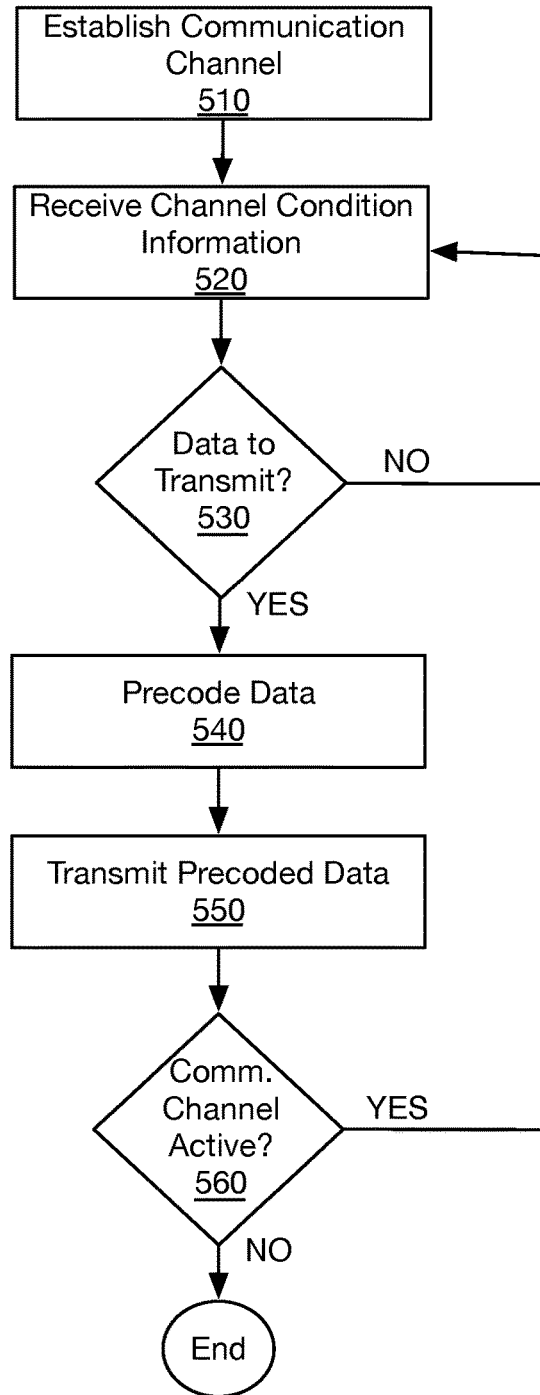 Establish Communication
Channel
510
Receive Channel Condition
Information
520
Data to
Transmit?
530
NO
YES
Precode Data
540
Transmit Precoded Data
550
Comm.
Channel
Active?
560
YES
NO
End